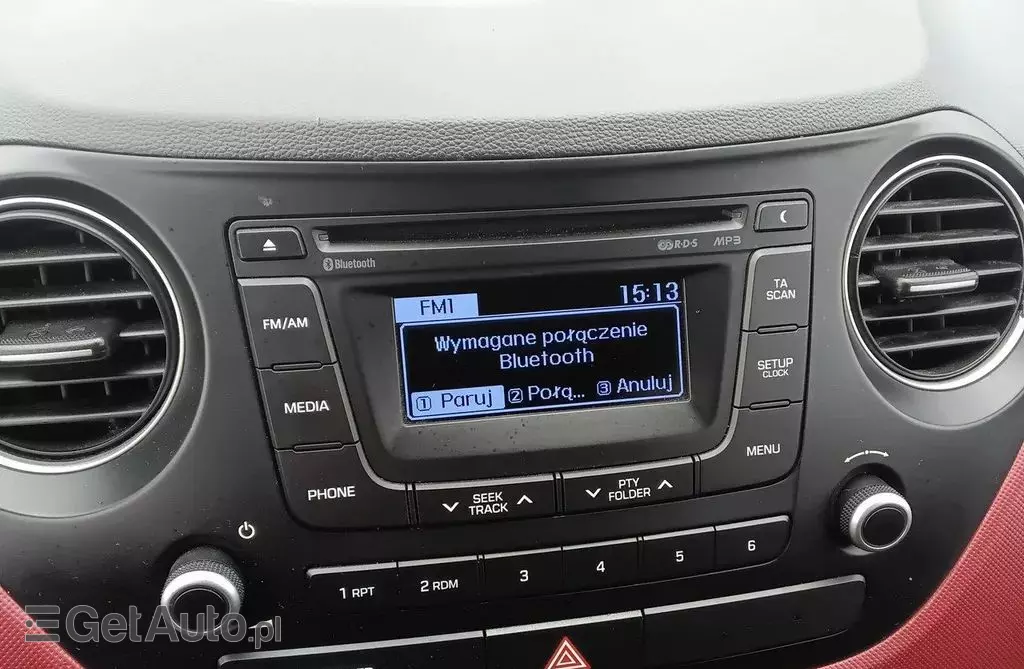 R·D·S MP3
Bluetooth
FM1 15:13
Wymagane połączenie
Bluetooth
1 Paruj 2 Połą... 3 Anuluj
FM/AM
MEDIA
PHONE
TA
SCAN
SETUP
CLOCK
MENU
SEEK
TRACK
PTY
FOLDER
1 RPT 2 RDM 3 4 5 6
GetAuto.pl